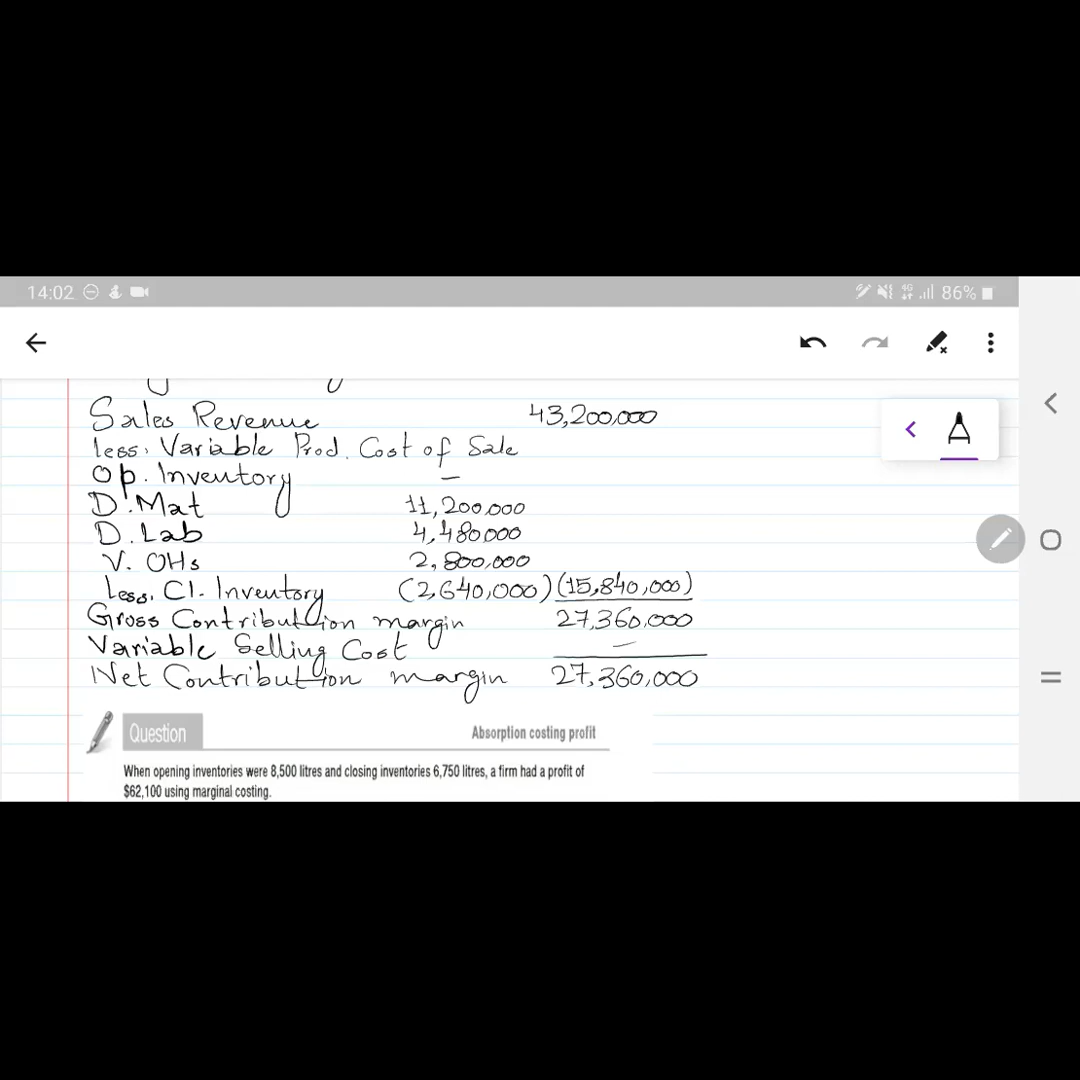 14:02 4G 86%
Sales Revenue 43,200,000
less, Variable Prod. Cost of Sale
Op. Inventory –
D. Mat 11,200,000
D. Lab 4,480,000
V. OHs 2,800,000
Less, Cl. Inventory (2,640,000) (15,840,000)
Gross Contribution margin 27,360,000
Variable Selling Cost –
Net Contribution margin 27,360,000
Question Absorption costing profit
When opening inventories were 8,500 litres and closing inventories 6,750 litres, a firm had a profit of
$62,100 using marginal costing.